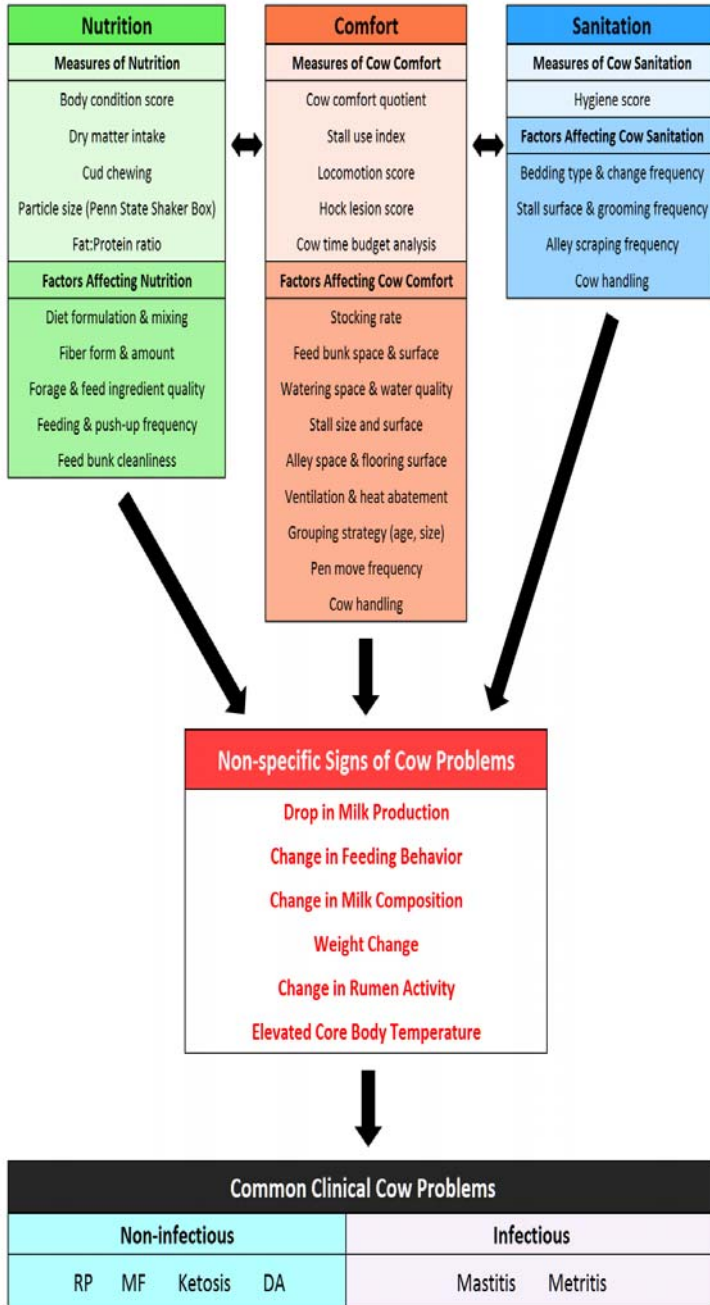 Nutrition
Measures of Nutrition
Body condition score
Dry matter intake
Cud chewing
Particle size (Penn State Shaker Box)
Fat:Protein ratio
Factors Affecting Nutrition
Diet formulation & mixing
Fiber form & amount
Forage & feed ingredient quality
Feeding & push-up frequency
Feed bunk cleanliness
Comfort
Measures of Cow Comfort
Cow comfort quotient
Stall use index
Locomotion score
Hock lesion score
Cow time budget analysis
Factors Affecting Cow Comfort
Stocking rate
Feed bunk space & surface
Watering space & water quality
Stall size and surface
Alley space & flooring surface
Ventilation & heat abatement
Grouping strategy (age, size)
Pen move frequency
Cow handling
Sanitation
Measures of Cow Sanitation
Hygiene score
Factors Affecting Cow Sanitation
Bedding type & change frequency
Stall surface & grooming frequency
Alley scraping frequency
Cow handling
Non-specific Signs of Cow Problems
Drop in Milk Production
Change in Feeding Behavior
Change in Milk Composition
Weight Change
Change in Rumen Activity
Elevated Core Body Temperature
Common Clinical Cow Problems
Non-infectious
RP MF Ketosis DA
Infectious
Mastitis Metritis